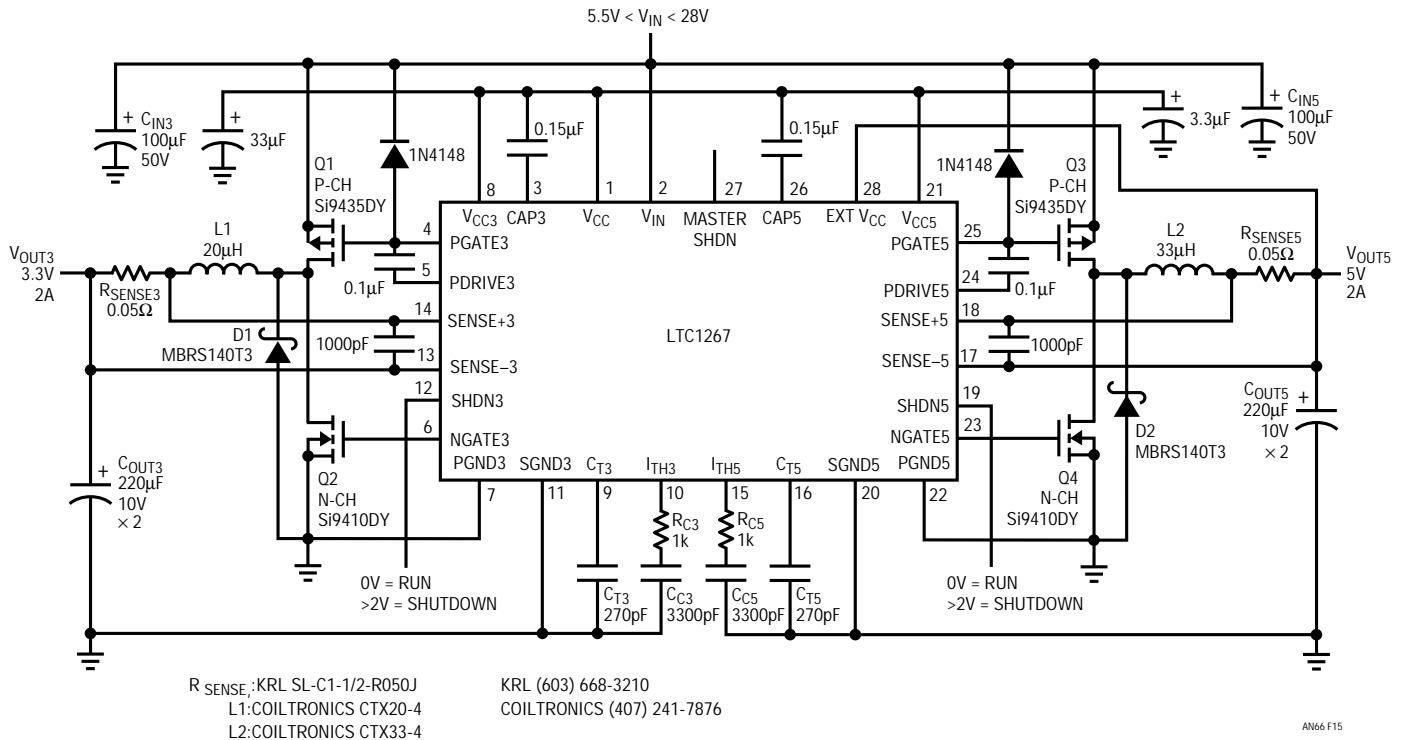 5.5V < VIN < 28V
+ CIN3
100µF
50V
+
33µF
1N4148
0.15µF
0.15µF
1N4148
+
3.3µF
+ CIN5
100µF
50V
Q1
P-CH
Si9435DY
Q3
P-CH
Si9435DY
8
3
1
2
27
26
28
21
VCC3
CAP3
VCC
VIN
MASTER
SHDN
CAP5
EXT VCC
VCC5
VOUT3
3.3V
2A
RSENSE3
0.05Ω
L1
20µH
4
PGATE3
5
PDRIVE3
0.1µF
14
SENSE+3
1000pF
13
SENSE–3
12
SHDN3
6
NGATE3
D1
MBRS140T3
LTC1267
PGATE5
25
PDRIVE5
24
0.1µF
SENSE+5
18
1000pF
SENSE–5
17
SHDN5
19
NGATE5
23
L2
33µH
RSENSE5
0.05Ω
VOUT5
5V
2A
D2
MBRS140T3
COUT5
+
220µF
10V
× 2
+ COUT3
220µF
10V
× 2
Q2
N-CH
Si9410DY
Q4
N-CH
Si9410DY
PGND3
SGND3
CT3
ITH3
ITH5
CT5
SGND5
PGND5
7
11
9
10
15
16
20
22
RC3
1k
RC5
1k
0V = RUN
>2V = SHUTDOWN
CT3
270pF
CC3
3300pF
CC5
3300pF
CT5
270pF
0V = RUN
>2V = SHUTDOWN
R SENSE,:KRL SL-C1-1/2-R050J
L1:COILTRONICS CTX20-4
L2:COILTRONICS CTX33-4
KRL (603) 668-3210
COILTRONICS (407) 241-7876
AN66 F15